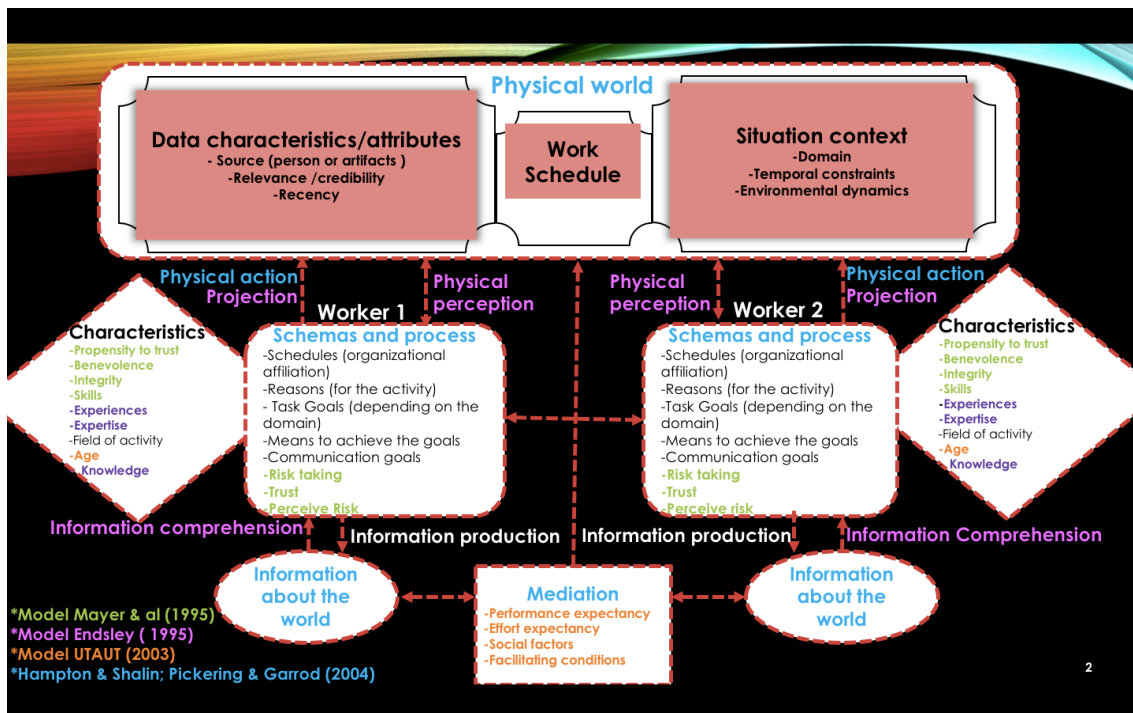 Physical world
Data characteristics/attributes
- Source (person or artifacts )
-Relevance /credibility
-Recency
Work
Schedule
Situation context
-Domain
-Temporal constraints
-Environmental dynamics
Physical action
Projection
Physical
perception
Physical
perception
Physical action
Projection
Worker 1
Worker 2
Characteristics
-Propensity to trust
-Benevolence
-Integrity
-Skills
-Experiences
-Expertise
-Field of activity
-Age
Knowledge
Schemas and process
-Schedules (organizational
affiliation)
-Reasons (for the activity)
- Task Goals (depending on the
domain)
-Means to achieve the goals
-Communication goals
-Risk taking
-Trust
-Perceive Risk
Schemas and process
-Schedules (organizational
affiliation)
-Reasons (for the activity)
-Task Goals (depending on the
domain)
-Means to achieve the goals
-Communication goals
-Risk taking
-Trust
-Perceive risk
Characteristics
-Propensity to trust
-Benevolence
-Integrity
-Skills
-Experiences
-Expertise
-Field of activity
-Age
Knowledge
Information comprehension
Information production
Information production
Information Comprehension
Information
about the
world
Mediation
-Performance expectancy
-Effort expectancy
-Social factors
-Facilitating conditions
Information
about the
world
*Model Mayer & al (1995)
*Model Endsley ( 1995)
*Model UTAUT (2003)
*Hampton & Shalin; Pickering & Garrod (2004)
2